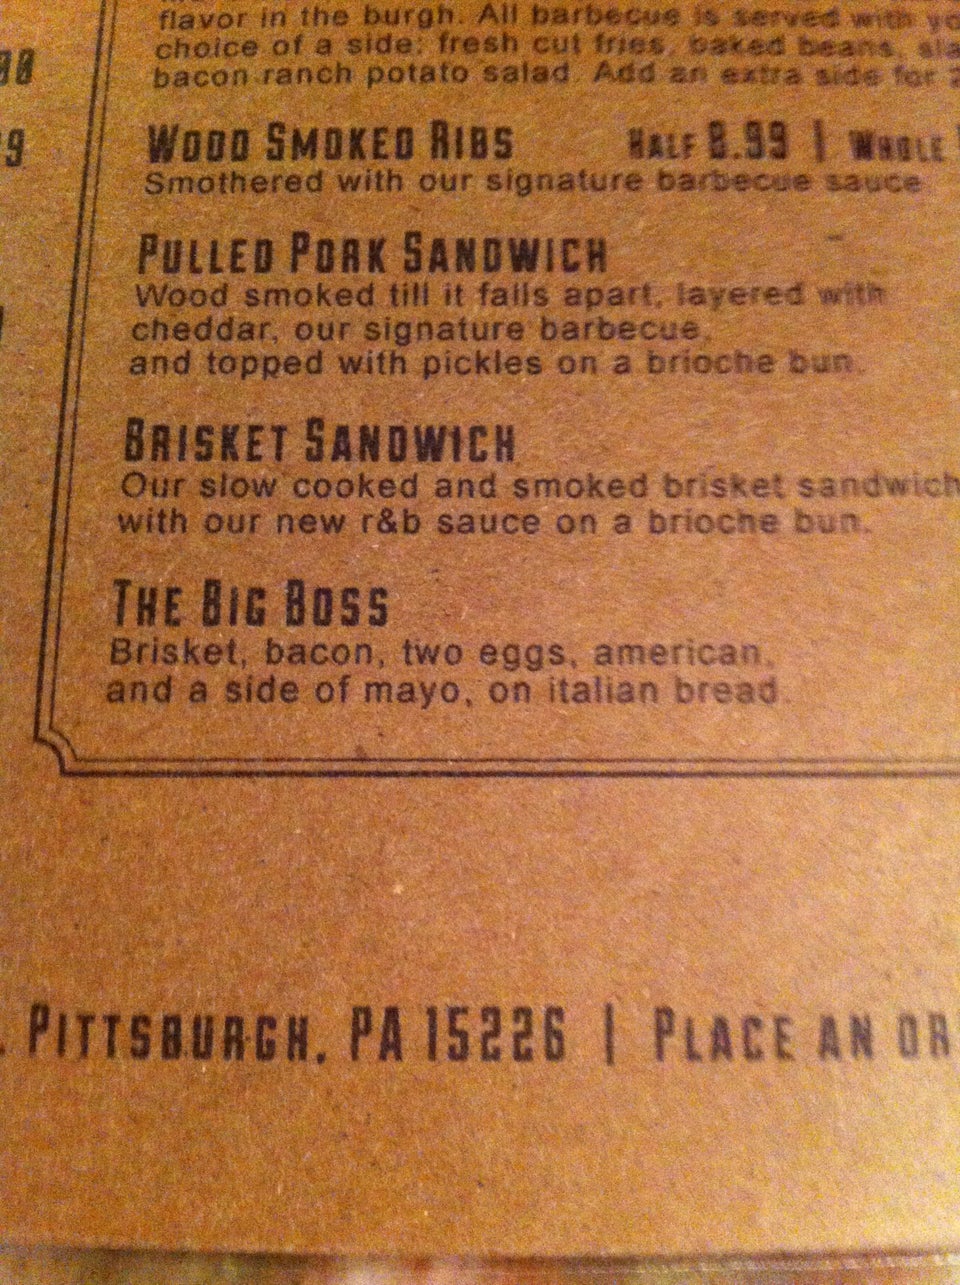 flavor in the burgh. All barbecue is served with
choice of a side: fresh cut fries, baked beans,
bacon ranch potato salad. Add an extra side for
Wood Smoked Ribs Half 8.99 | Whole
Smothered with our signature barbecue sauce
Pulled Pork Sandwich
Wood smoked till it falls apart, layered with
cheddar, our signature barbecue,
and topped with pickles on a brioche bun.
Brisket Sandwich
Our slow cooked and smoked brisket sandwich
with our new r&b sauce on a brioche bun.
The Big Boss
Brisket, bacon, two eggs, american,
and a side of mayo, on italian bread.
Pittsburgh, PA 15226 | Place an or